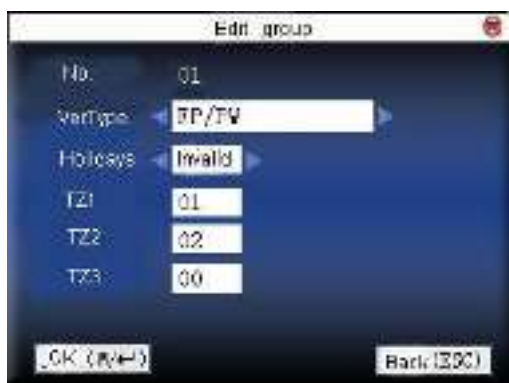 Edit group
No. 01
VerType FP/PW
Holidays Invalid
TZ1 01
TZ2 02
TZ3 00
OK (M/↵) Back (ESC)